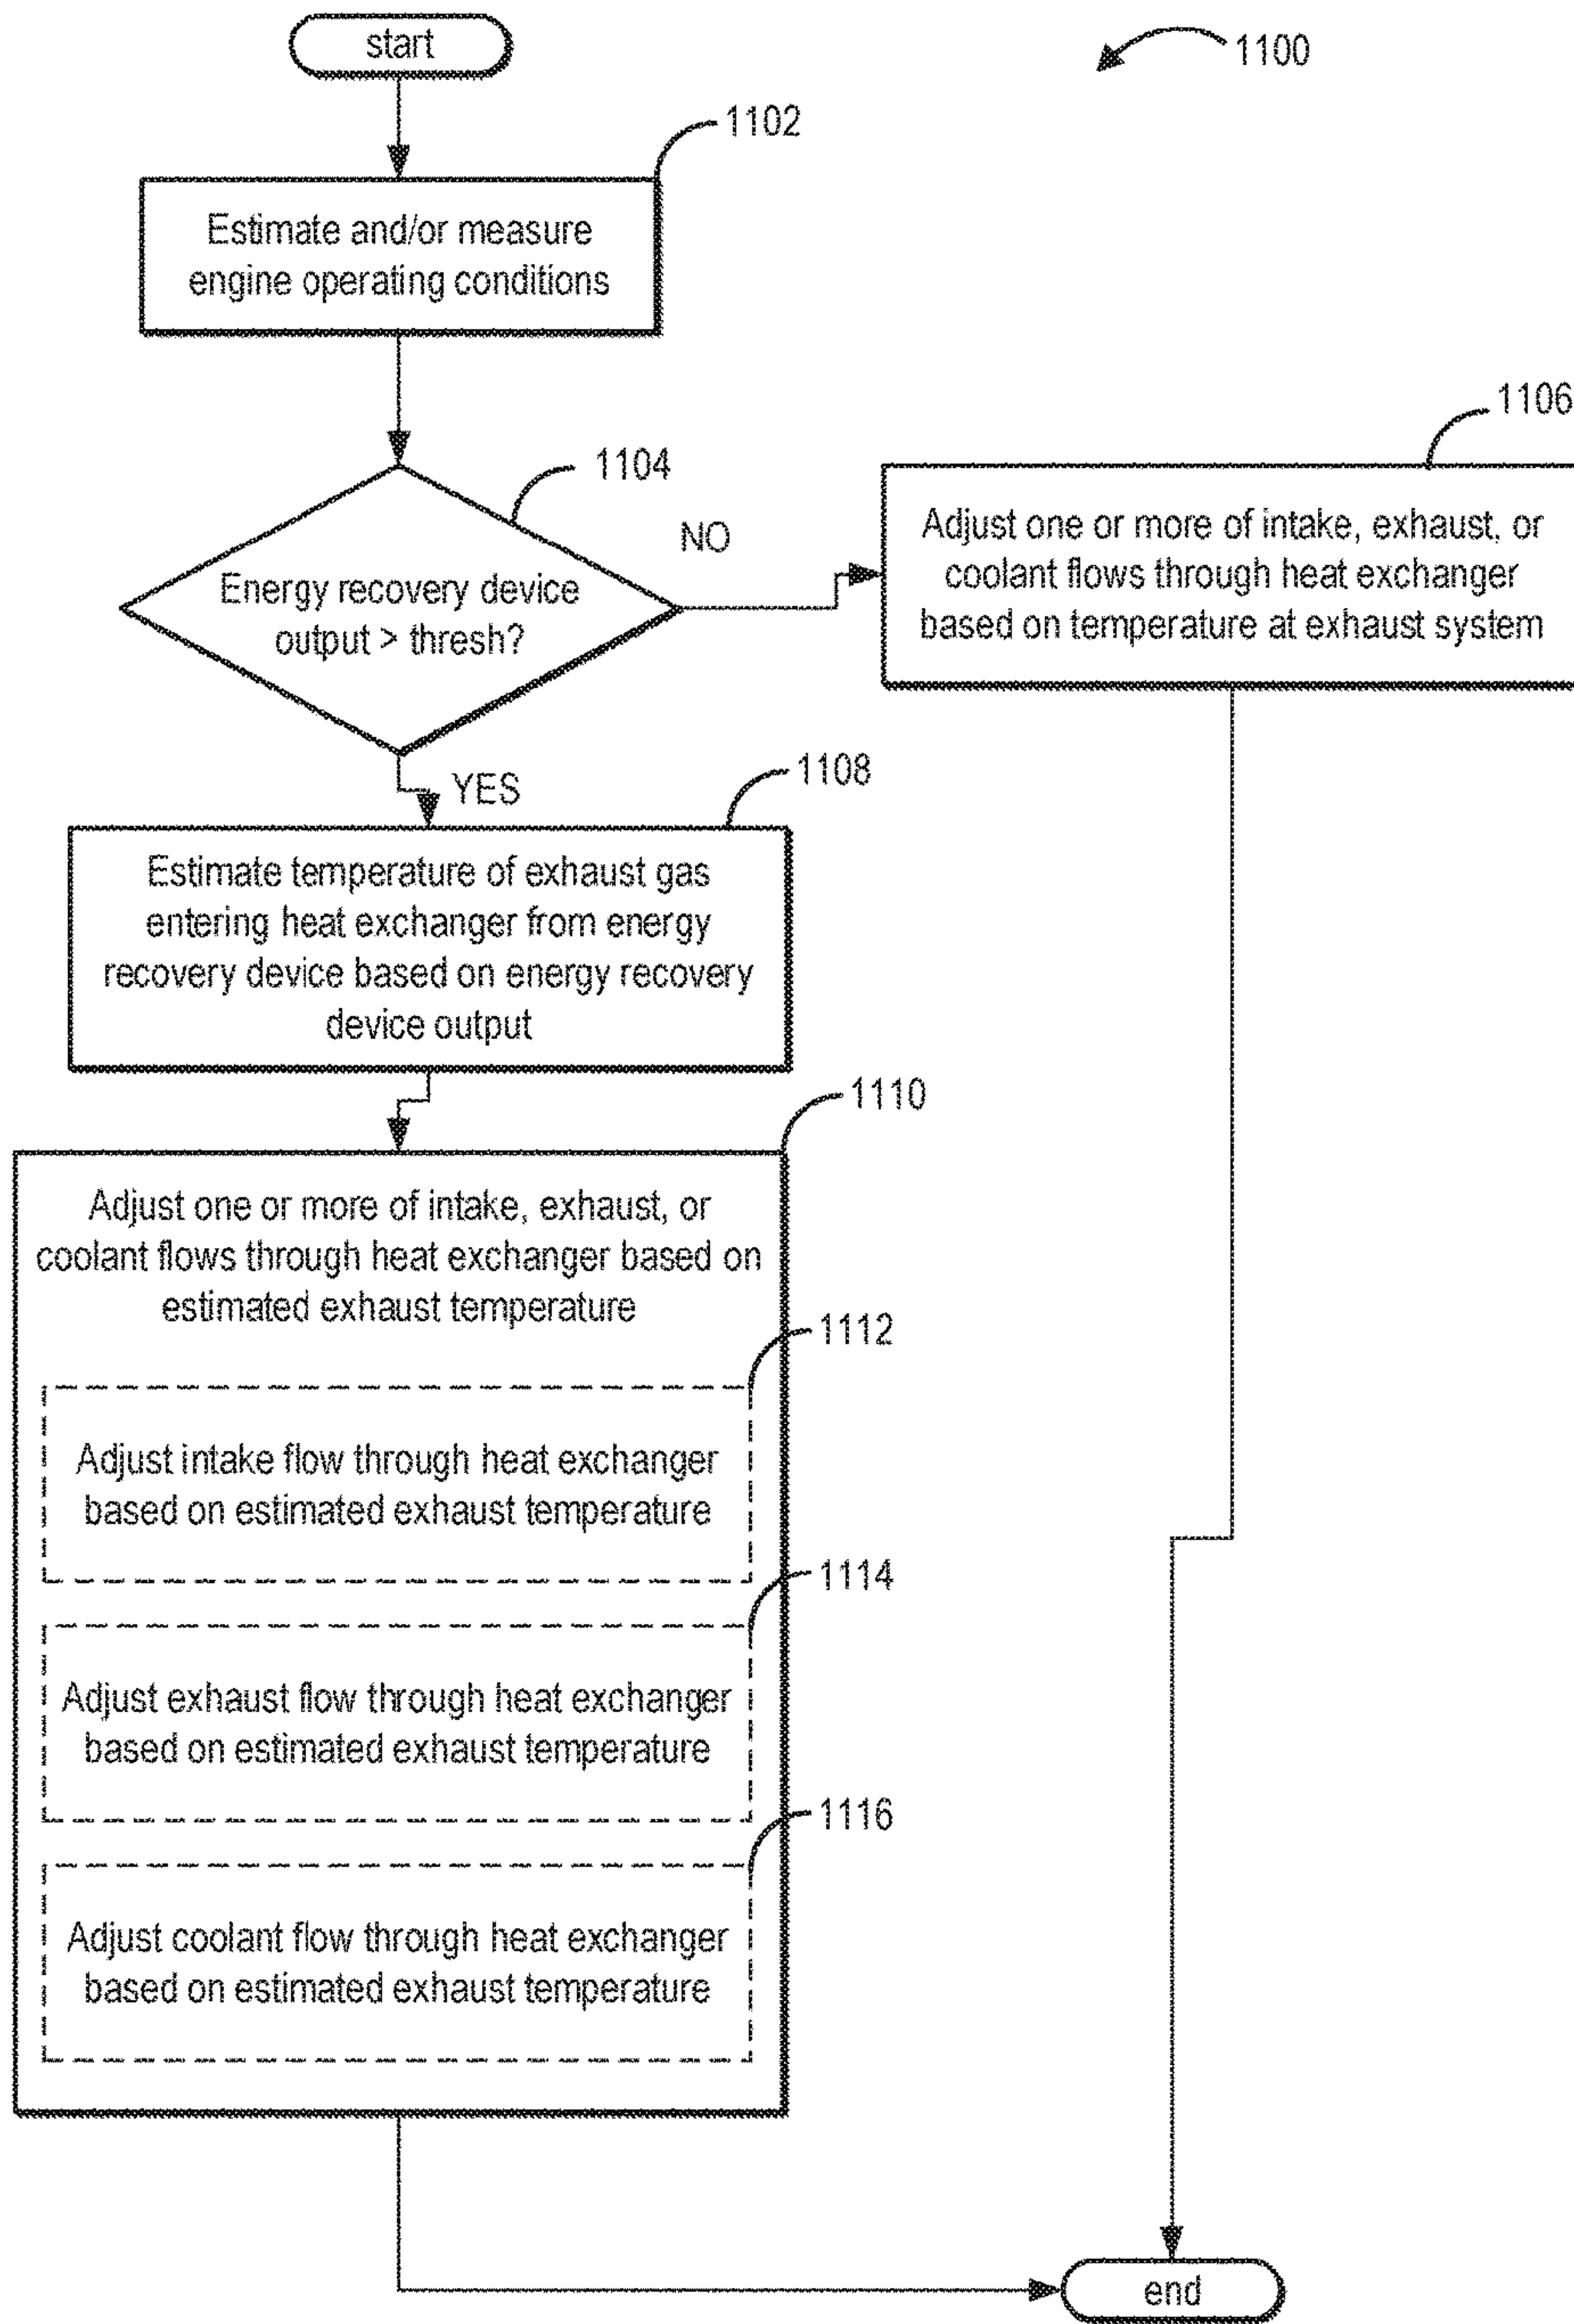 start
1100
1102
Estimate and/or measure
engine operating conditions
1104
NO
Energy recovery device
output > thresh?
1106
Adjust one or more of intake, exhaust, or
coolant flows through heat exchanger
based on temperature at exhaust system
YES
1108
Estimate temperature of exhaust gas
entering heat exchanger from energy
recovery device based on energy recovery
device output
1110
Adjust one or more of intake, exhaust, or
coolant flows through heat exchanger based on
estimated exhaust temperature
1112
Adjust intake flow through heat exchanger
based on estimated exhaust temperature
1114
Adjust exhaust flow through heat exchanger
based on estimated exhaust temperature
1116
Adjust coolant flow through heat exchanger
based on estimated exhaust temperature
end